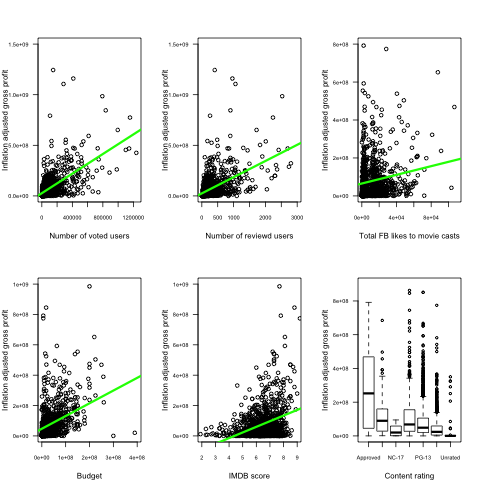 Inflation adjusted gross profit
1.5e+09
1.0e+09
5.0e+08
0.0e+00
0 400000 800000 1200000
Number of voted users
Inflation adjusted gross profit
1.5e+09
1.0e+09
5.0e+08
0.0e+00
0 500 1000 2000 3000
Number of reviewd users
Inflation adjusted gross profit
8e+08
6e+08
4e+08
2e+08
0e+00
0e+00 4e+04 8e+04
Total FB likes to movie casts
Inflation adjusted gross profit
1e+09
8e+08
6e+08
4e+08
2e+08
0e+00
0e+00 1e+08 2e+08 3e+08 4e+08
Budget
Inflation adjusted gross profit
1e+09
8e+08
6e+08
4e+08
2e+08
0e+00
2 3 4 5 6 7 8 9
IMDB score
Inflation adjusted gross profit
8e+08
6e+08
4e+08
2e+08
0e+00
Approved NC-17 PG-13 Unrated
Content rating